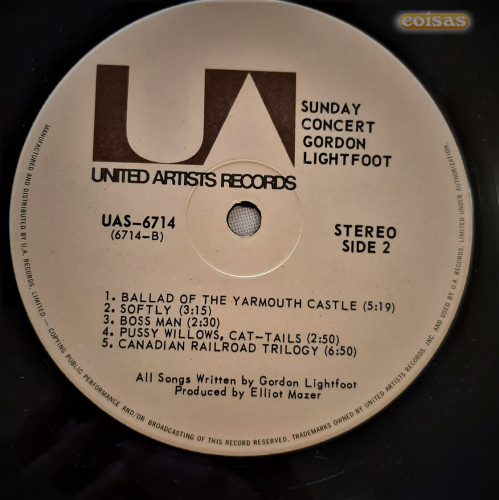 coisas
UA
SUNDAY
CONCERT
GORDON
LIGHTFOOT
UNITED ARTISTS RECORDS
UAS-6714
(6714-B)
STEREO
SIDE 2
1. BALLAD OF THE YARMOUTH CASTLE (5:19)
2. SOFTLY (3:15)
3. BOSS MAN (2:30)
4. PUSSY WILLOWS, CAT-TAILS (2:50)
5. CANADIAN RAILROAD TRILOGY (6:50)
All Songs Written by Gordon Lightfoot
Produced by Elliot Mazer
MANUFACTURED AND DISTRIBUTED BY U.A. RECORDS, LIMITED — COPYING, PUBLIC PERFORMANCE AND/OR BROADCASTING OF THIS RECORD RESERVED. TRADEMARKS OWNED BY UNITED ARTISTS RECORDS, INC. AND USED BY U.A. RECORDS, LIMITED UNDER AUTHORIZATION.